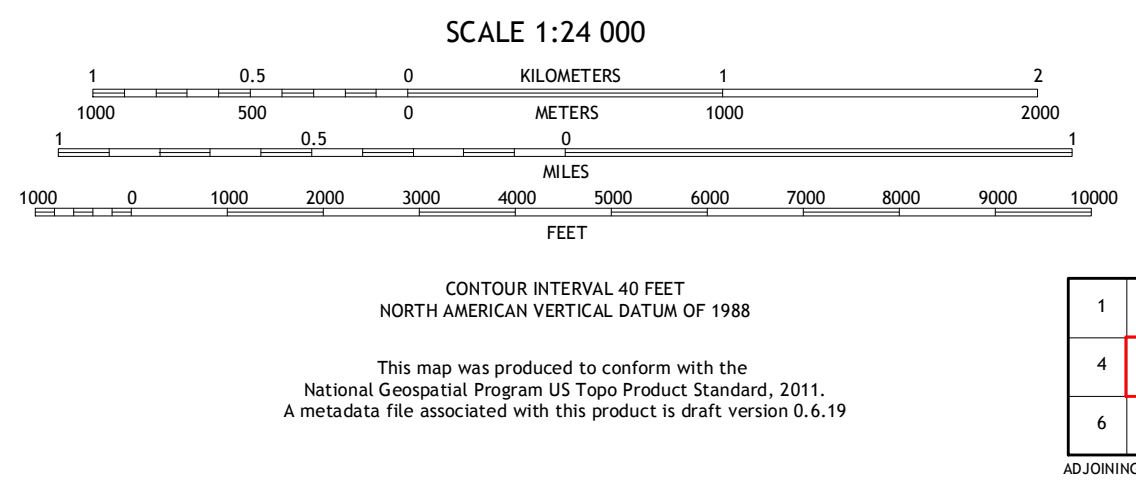 SCALE 1:24 000
1 0.5 0 KILOMETERS 1 2
1000 500 0 METERS 1000 2000
1 0.5 0 1
MILES
1000 0 1000 2000 3000 4000 5000 6000 7000 8000 9000 10000
FEET
CONTOUR INTERVAL 40 FEET
NORTH AMERICAN VERTICAL DATUM OF 1988
This map was produced to conform with the
National Geospatial Program US Topo Product Standard, 2011.
A metadata file associated with this product is draft version 0.6.19
1
4
6
ADJOINING